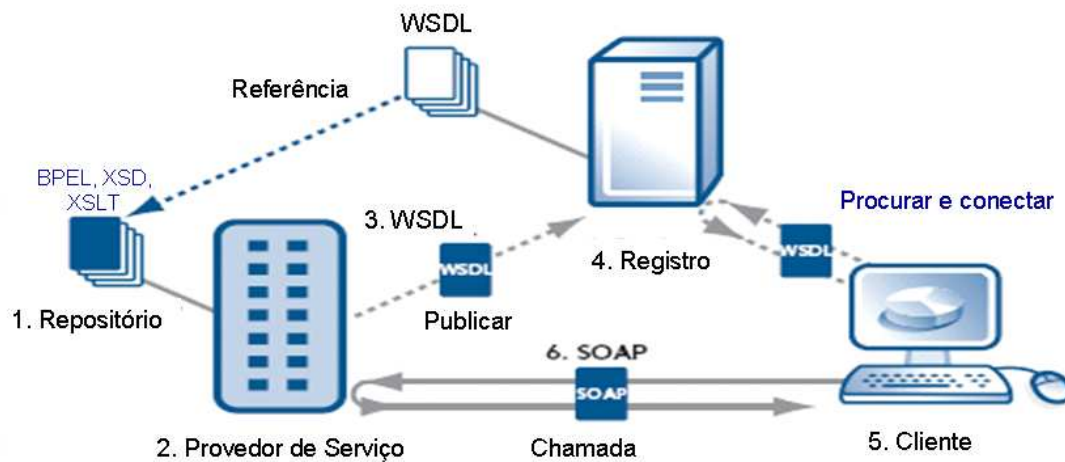 WSDL
Referência
BPEL, XSD,
XSLT
3. WSDL
WSDL
Publicar
1. Repositório
4. Registro
Procurar e conectar
WSDL
6. SOAP
SOAP
Chamada
2. Provedor de Serviço
5. Cliente